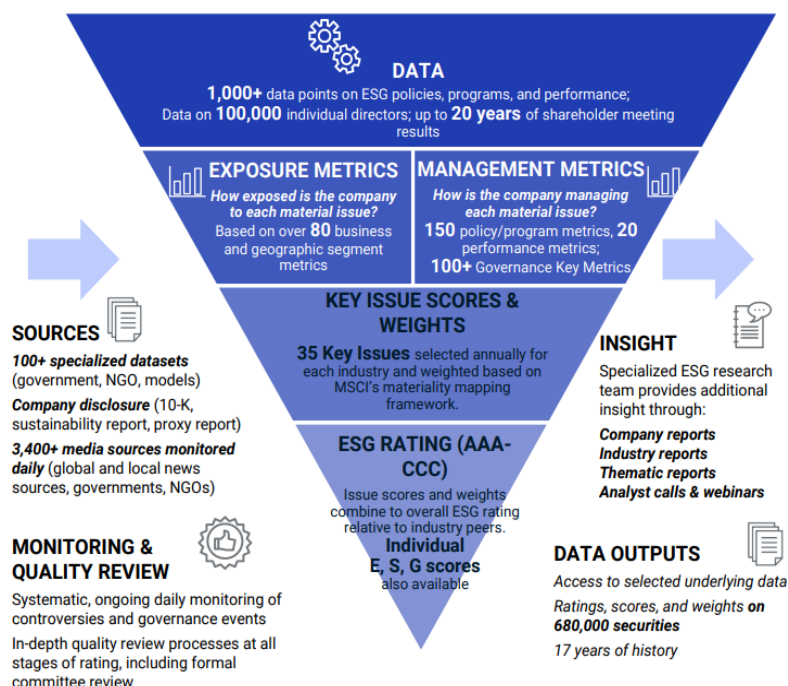 DATA
1,000+ data points on ESG policies, programs, and performance;
Data on 100,000 individual directors; up to 20 years of shareholder meeting
results
EXPOSURE METRICS
How exposed is the company
to each material issue?
Based on over 80 business
and geographic segment
metrics
MANAGEMENT METRICS
How is the company managing
each material issue?
150 policy/program metrics, 20
performance metrics;
100+ Governance Key Metrics
KEY ISSUE SCORES &
WEIGHTS
35 Key Issues selected annually for
each industry and weighted based on
MSCI's materiality mapping
framework.
ESG RATING (AAA-
CCC)
Issue scores and weights
combine to overall ESG rating
relative to industry peers.
Individual
E, S, G scores
also available
SOURCES
100+ specialized datasets
(government, NGO, models)
Company disclosure (10-K,
sustainability report, proxy report)
3,400+ media sources monitored
daily (global and local news
sources, governments, NGOs)
MONITORING &
QUALITY REVIEW
Systematic, ongoing daily monitoring of
controversies and governance events
In-depth quality review processes at all
stages of rating, including formal
committee review
INSIGHT
Specialized ESG research
team provides additional
insight through:
Company reports
Industry reports
Thematic reports
Analyst calls & webinars
DATA OUTPUTS
Access to selected underlying data
Ratings, scores, and weights on
680,000 securities
17 years of history